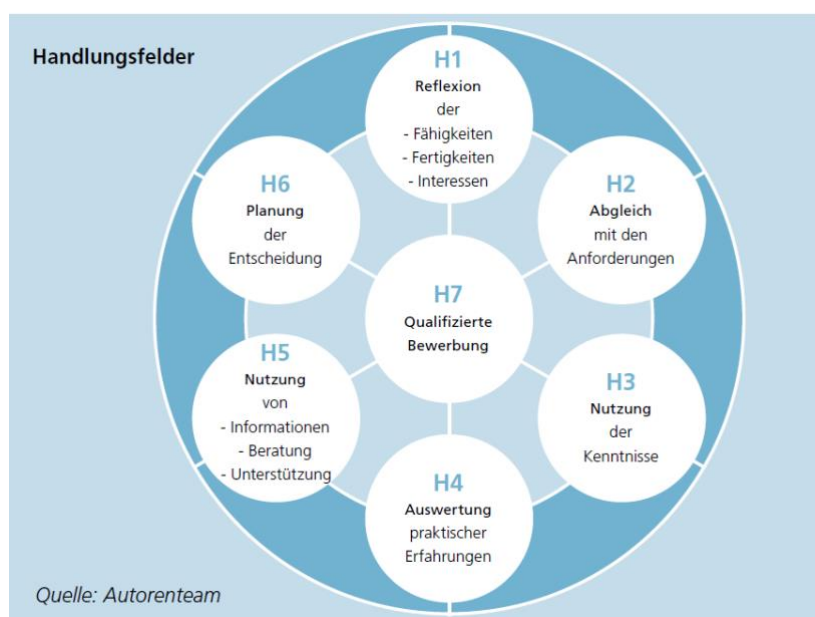 Handlungsfelder
H1
Reflexion
der
- Fähigkeiten
- Fertigkeiten
- Interessen
H2
Abgleich
mit den
Anforderungen
H3
Nutzung
der
Kenntnisse
H4
Auswertung
praktischer
Erfahrungen
H5
Nutzung
von
- Informationen
- Beratung
- Unterstützung
H6
Planung
der
Entscheidung
H7
Qualifizierte
Bewerbung
Quelle: Autorenteam